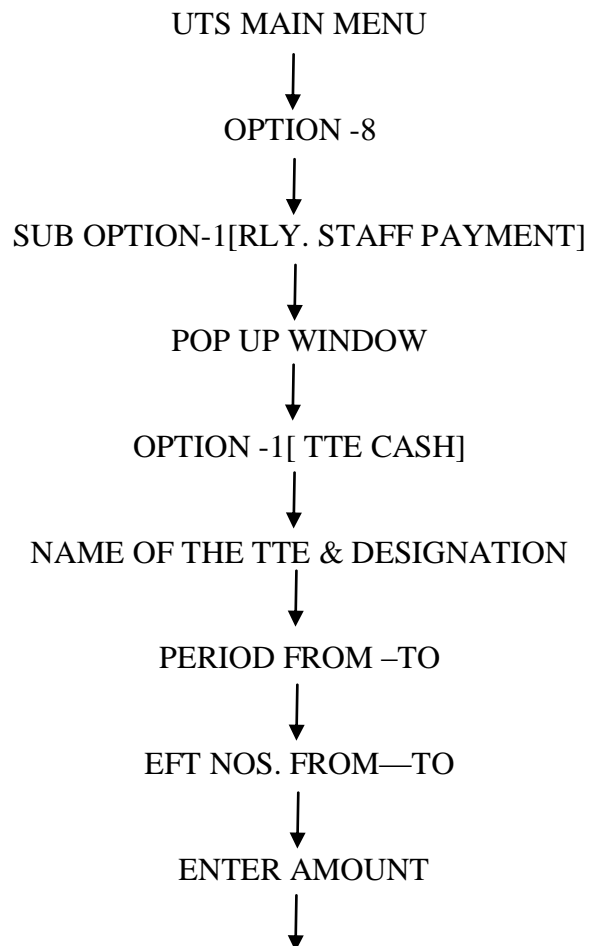 UTS MAIN MENU
OPTION -8
SUB OPTION-1[RLY. STAFF PAYMENT]
POP UP WINDOW
OPTION -1[ TTE CASH]
NAME OF THE TTE & DESIGNATION
PERIOD FROM –TO
EFT NOS. FROM—TO
ENTER AMOUNT